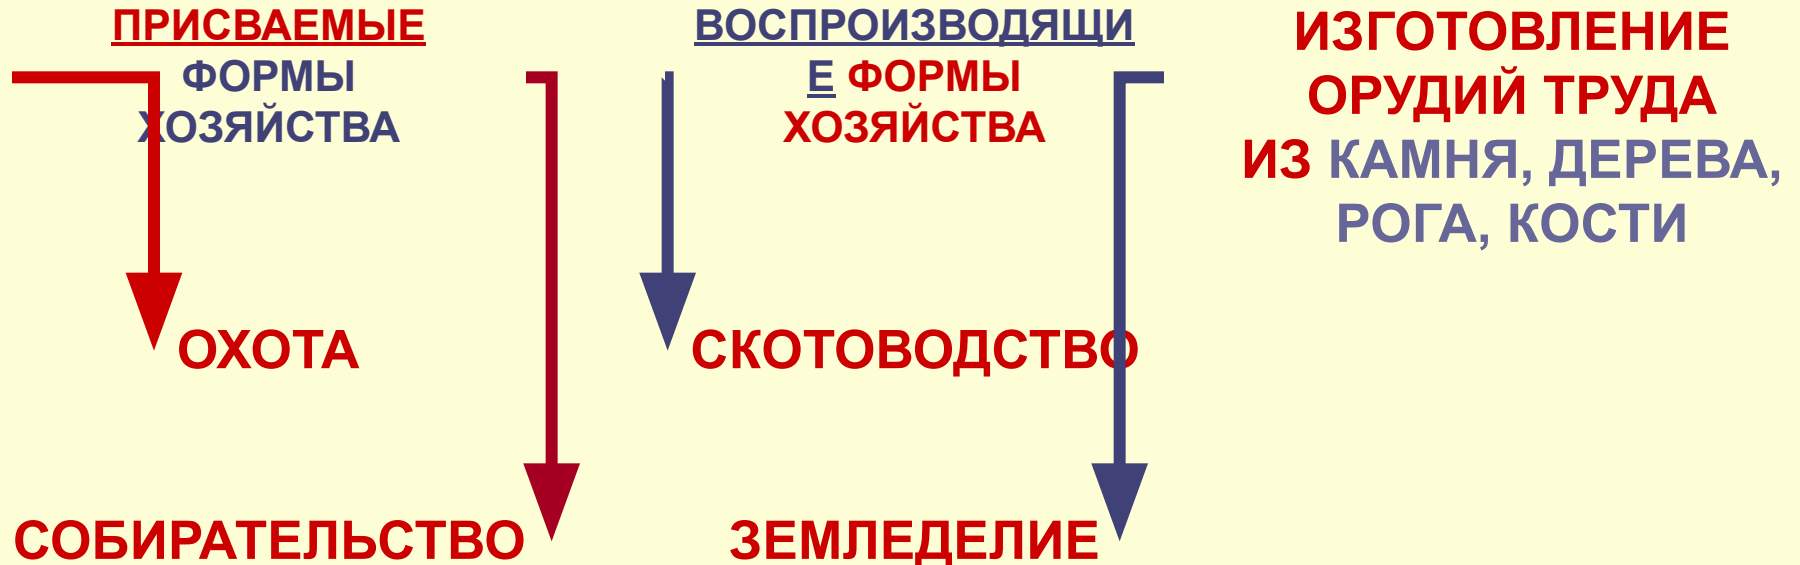 ПРИСВАЕМЫЕ
ФОРМЫ
ХОЗЯЙСТВА
ВОСПРОИЗВОДЯЩИ
Е ФОРМЫ
ХОЗЯЙСТВА
ИЗГОТОВЛЕНИЕ
ОРУДИЙ ТРУДА
ИЗ КАМНЯ, ДЕРЕВА,
РОГА, КОСТИ
ОХОТА
СКОТОВОДСТВО
СОБИРАТЕЛЬСТВО
ЗЕМЛЕДЕЛИЕ